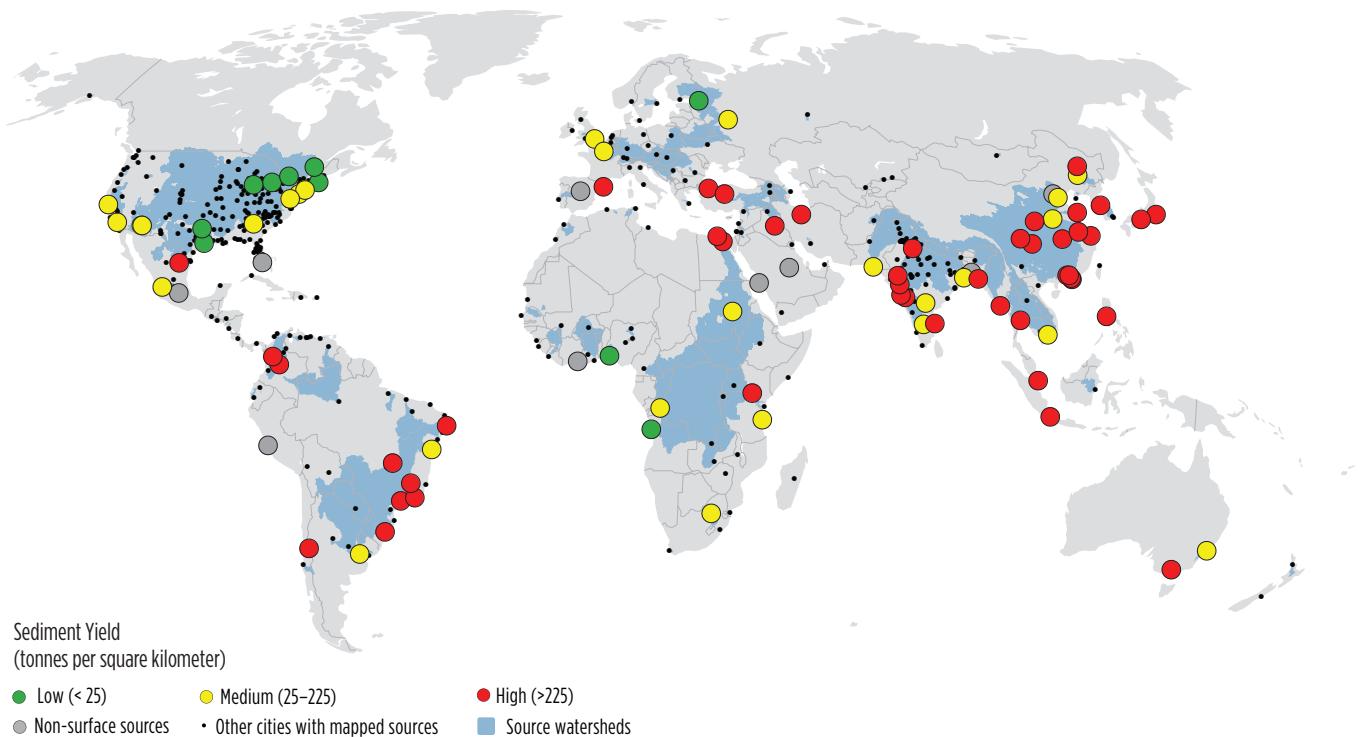 Sediment Yield
(tonnes per square kilometer)
Low (< 25)
Medium (25–225)
High (>225)
Non-surface sources
Other cities with mapped sources
Source watersheds